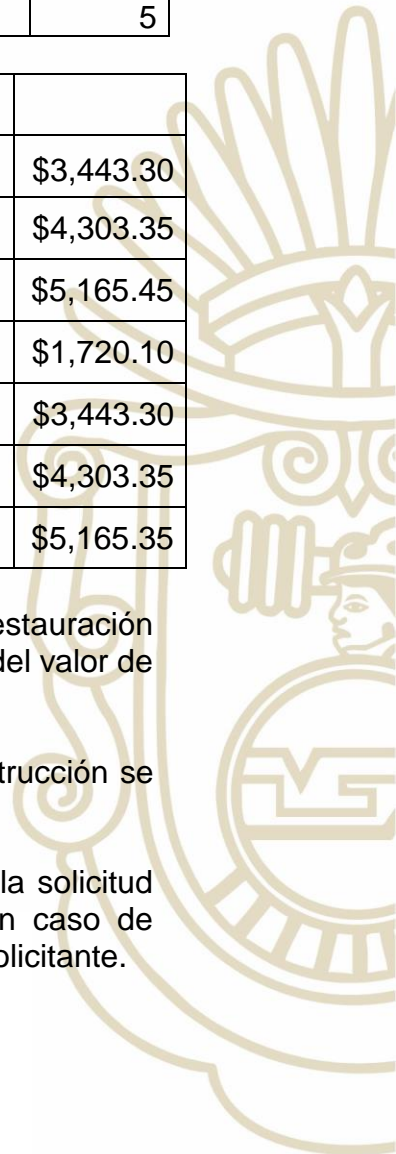 5
$3,443.30
$4,303.35
$5,165.45
$1,720.10
$3,443.30
$4,303.35
$5,165.35
estauración
del valor de
trucción se
la solicitud
n caso de
olicitante.